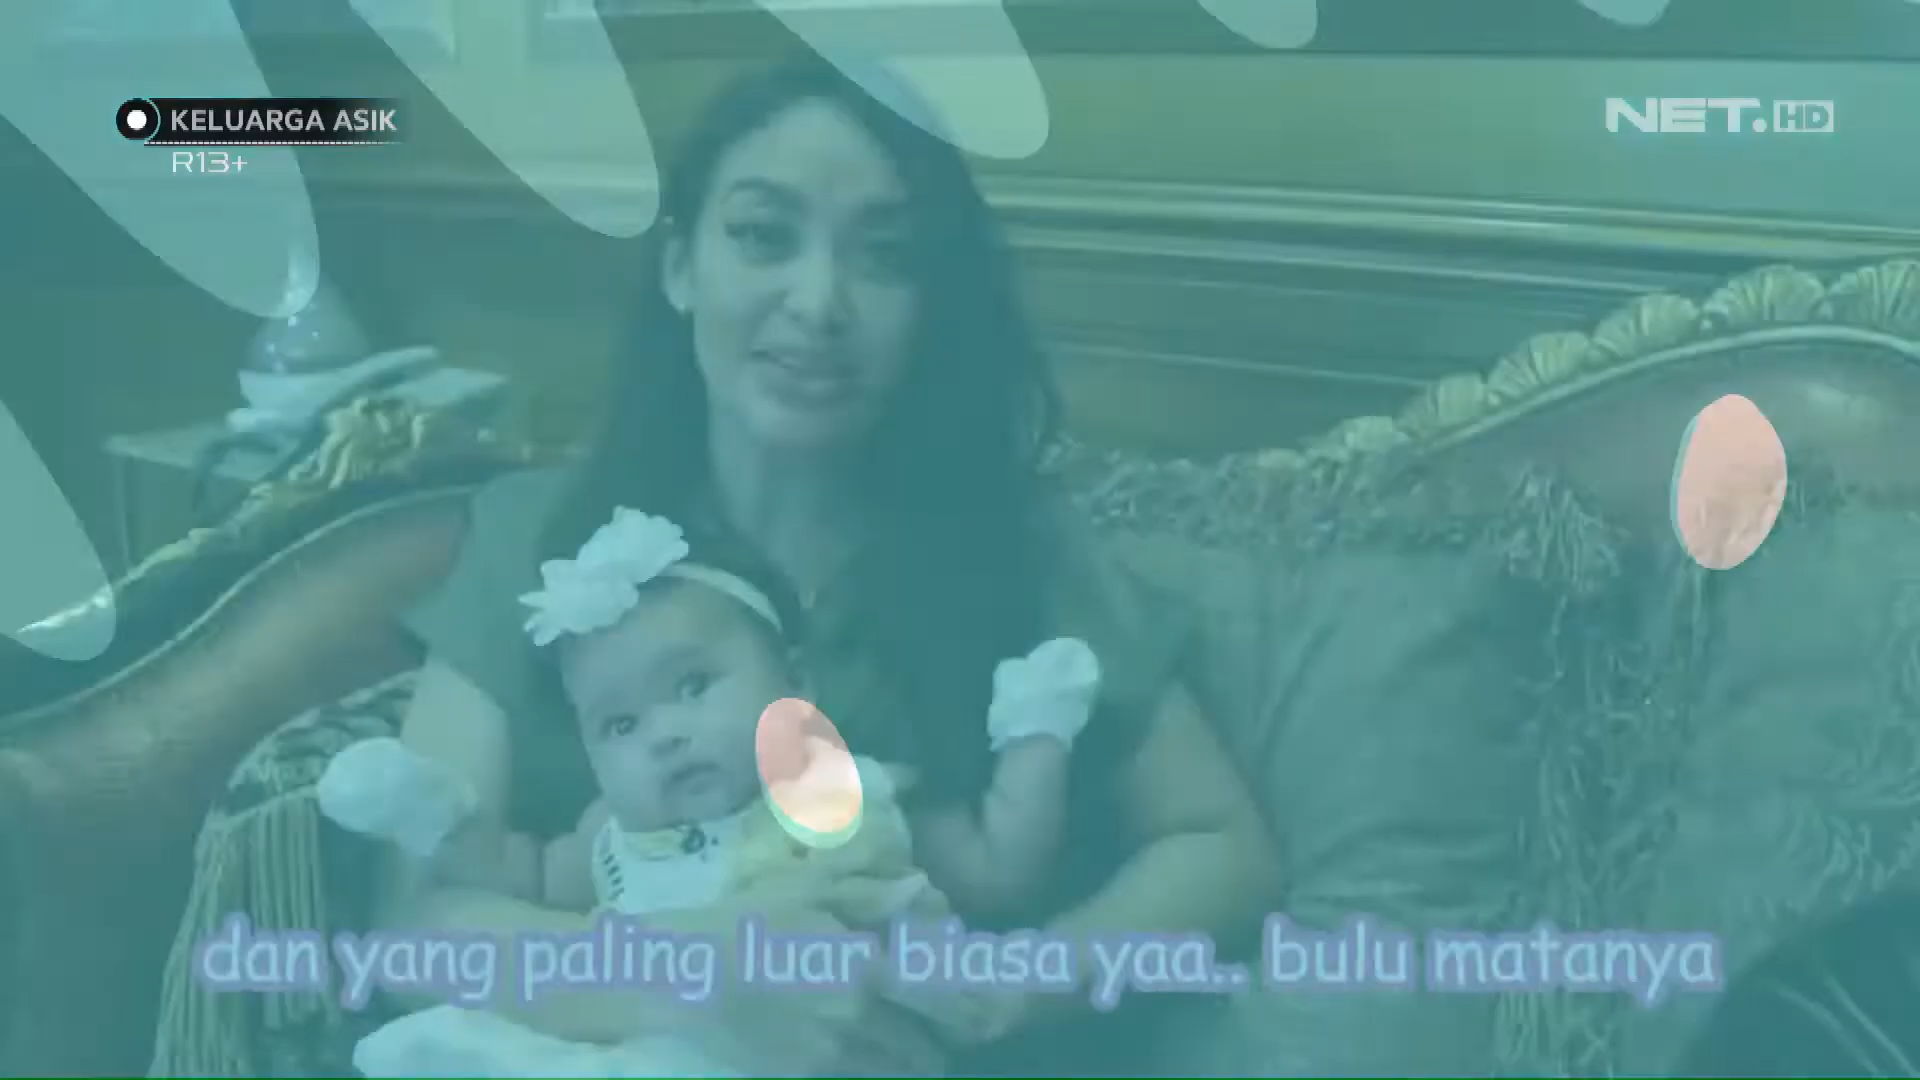 KELUARGA ASIK
R13+
NET.HD
dan yang paling luar biasa yaa.. bulu matanya